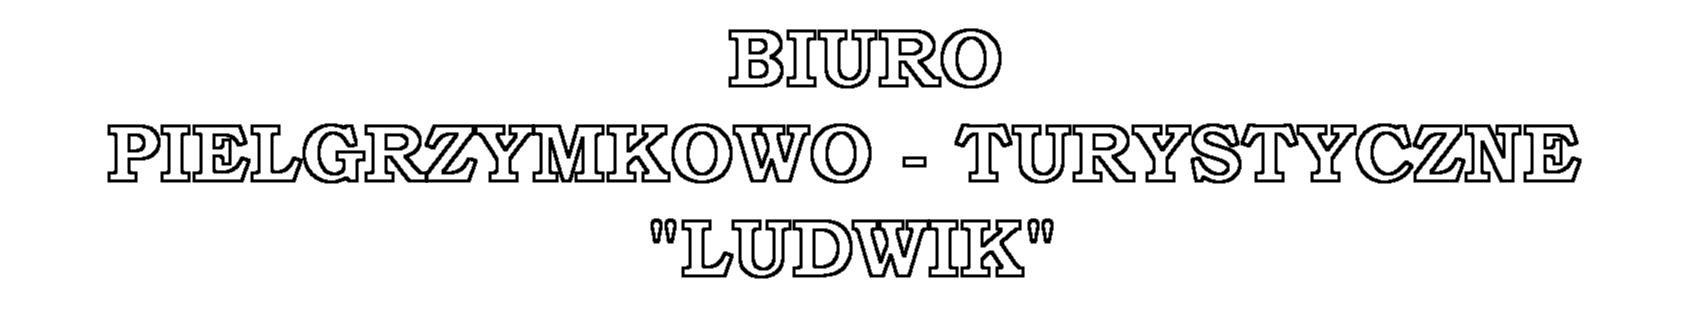 BIURO
PIELGRZYMKOWO - TURYSTYCZNE
"LUDWIK"